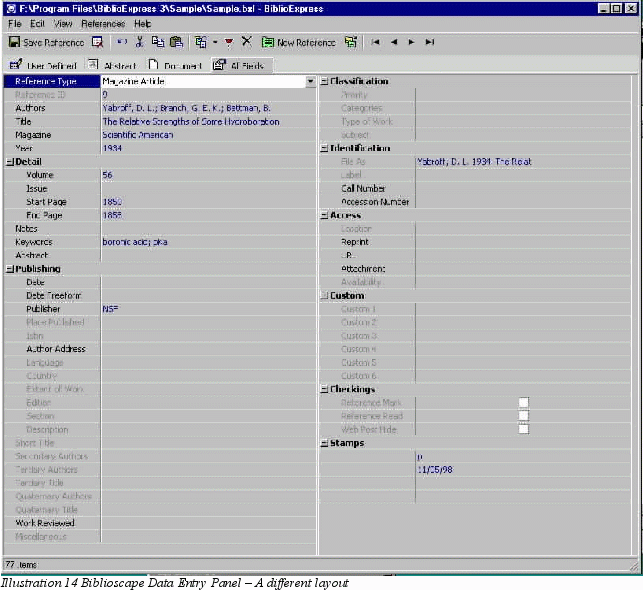 F:\Program Files\BiblioExpress 3\Sample\Sample.bxl - BiblioExpress
File Edit View References Help
Save Reference New Reference
User Defined Abstract Document All Fields
Reference Type Magazine Article
Reference ID 9
Authors Yabroff, D. L.; Branch, G. E. K.; Bettman, B.
Title The Relative Strengths of Some Hydroboration
Magazine Scientific American
Year 1934
Detail
Volume 56
Issue
Start Page 1850
End Page
Notes
Keywords boronic acid; pka
Abstract
Publishing
Date
Date Freeform
Publisher NSF
Place Published
Isbn
Author Address
Language
Country
Extent of Work
Edition
Section
Description
Short Title
Secondary Authors
Tertiary Authors
Tertiary Title
Quaternary Authors
Quaternary Title
Work Reviewed
Miscellaneous
Classification
Priority
Categories
Type of Work
Subject
Identification
File As Yabroff, D. L. 1934 The Relat
Label
Call Number
Accession Number
Access
Location
Reprint
URL
Attachment
Availability
Custom
Custom 1
Custom 2
Custom 3
Custom 4
Custom 5
Custom 6
Checkings
Reference Mark
Reference Read
Web Post Hide
Stamps
p
11/05/98
77 items
Illustration 14 Biblioscape Data Entry Panel – A different layout